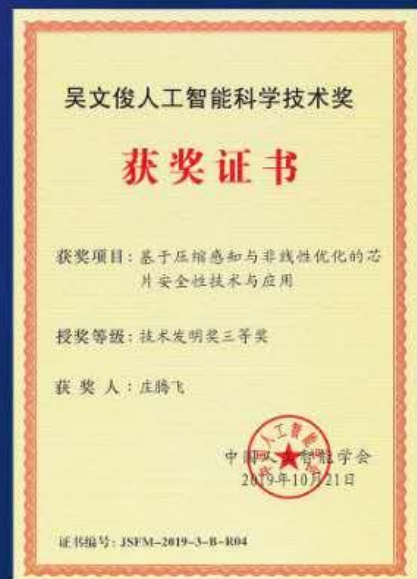 吴文俊人工智能科学技术奖
获奖证书
获奖项目：基于压缩感知与非线性优化的芯
片安全性技术与应用
授奖等级：技术发明奖三等奖
获 奖 人：庄腾飞
中国人工智能学会
2019年10月21日
证书编号：JSFM-2019-3-B-R04